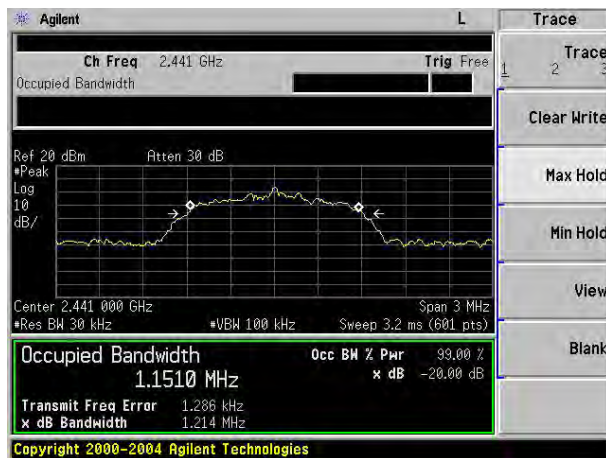 Agilent L Trace
Ch Freq 2.441 GHz Trig Free
Occupied Bandwidth
Trace
1 2 3
Clear Write
Max Hold
Min Hold
View
Blank
Ref 20 dBm Atten 30 dB
#Peak
Log
10
dB/
Center 2.441 000 GHz Span 3 MHz
#Res BW 30 kHz #VBW 100 kHz Sweep 3.2 ms (601 pts)
Occupied Bandwidth Occ BW % Pwr 99.00 %
1.1510 MHz x dB -20.00 dB
Transmit Freq Error 1.286 kHz
x dB Bandwidth 1.214 MHz
Copyright 2000-2004 Agilent Technologies